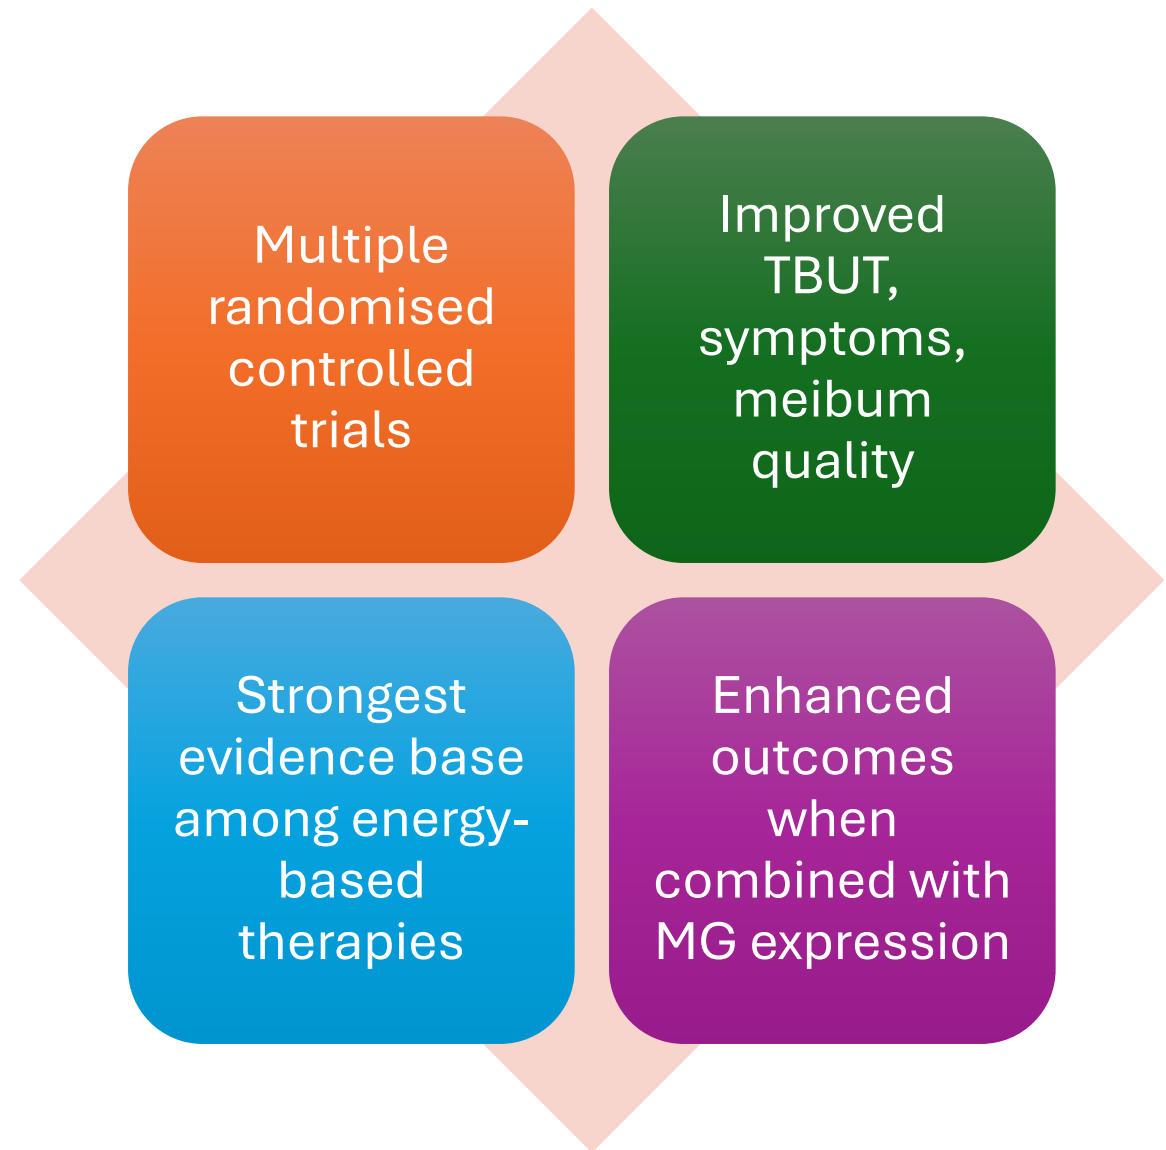 Multiple
randomised
controlled
trials
Improved
TBUT,
symptoms,
meibum
quality
Strongest
evidence base
among energy-
based
therapies
Enhanced
outcomes
when
combined with
MG expression